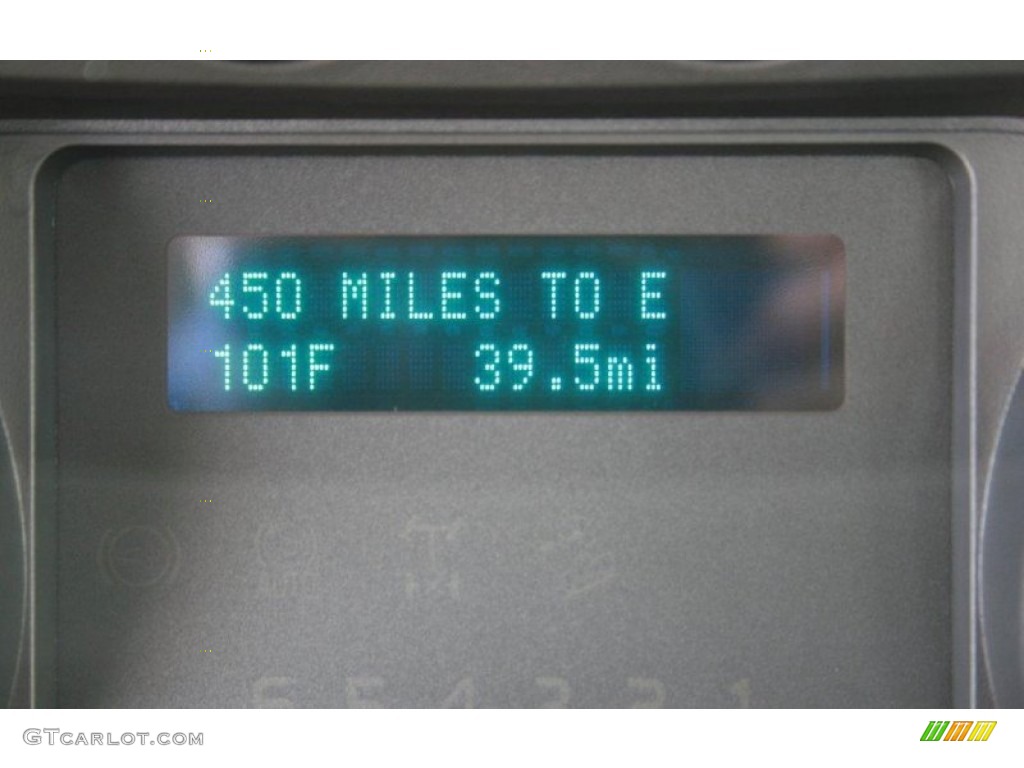 450 MILES TO E
101F 39.5mi
GTCARLOT.COM